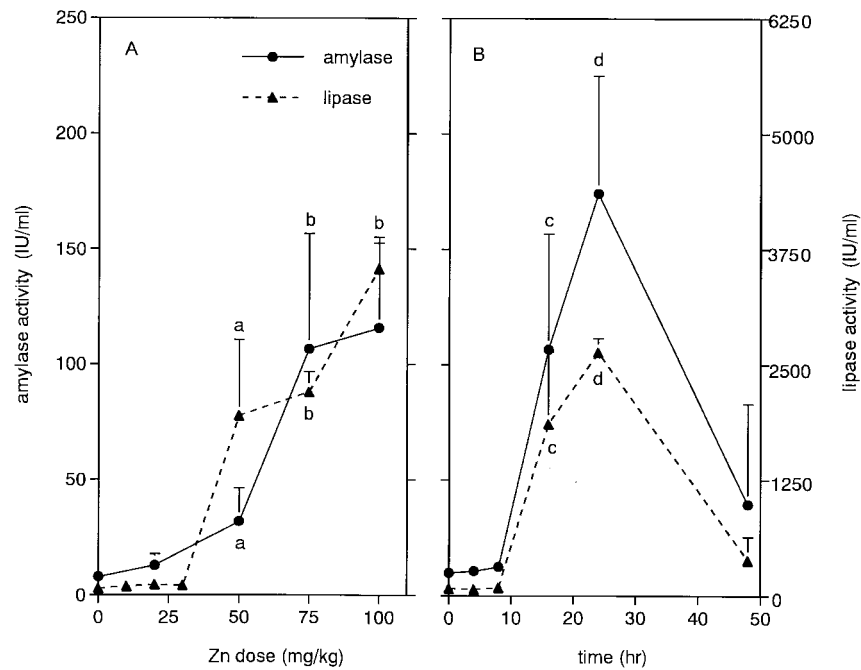 A
amylase
lipase
B
250
200
150
100
50
0
amylase activity (IU/ml)
a
a
b
b
b
0 25 50 75 100
Zn dose (mg/kg)
c
c
d
d
0 10 20 30 40 50
time (hr)
6250
5000
3750
2500
1250
0
lipase activity (IU/ml)